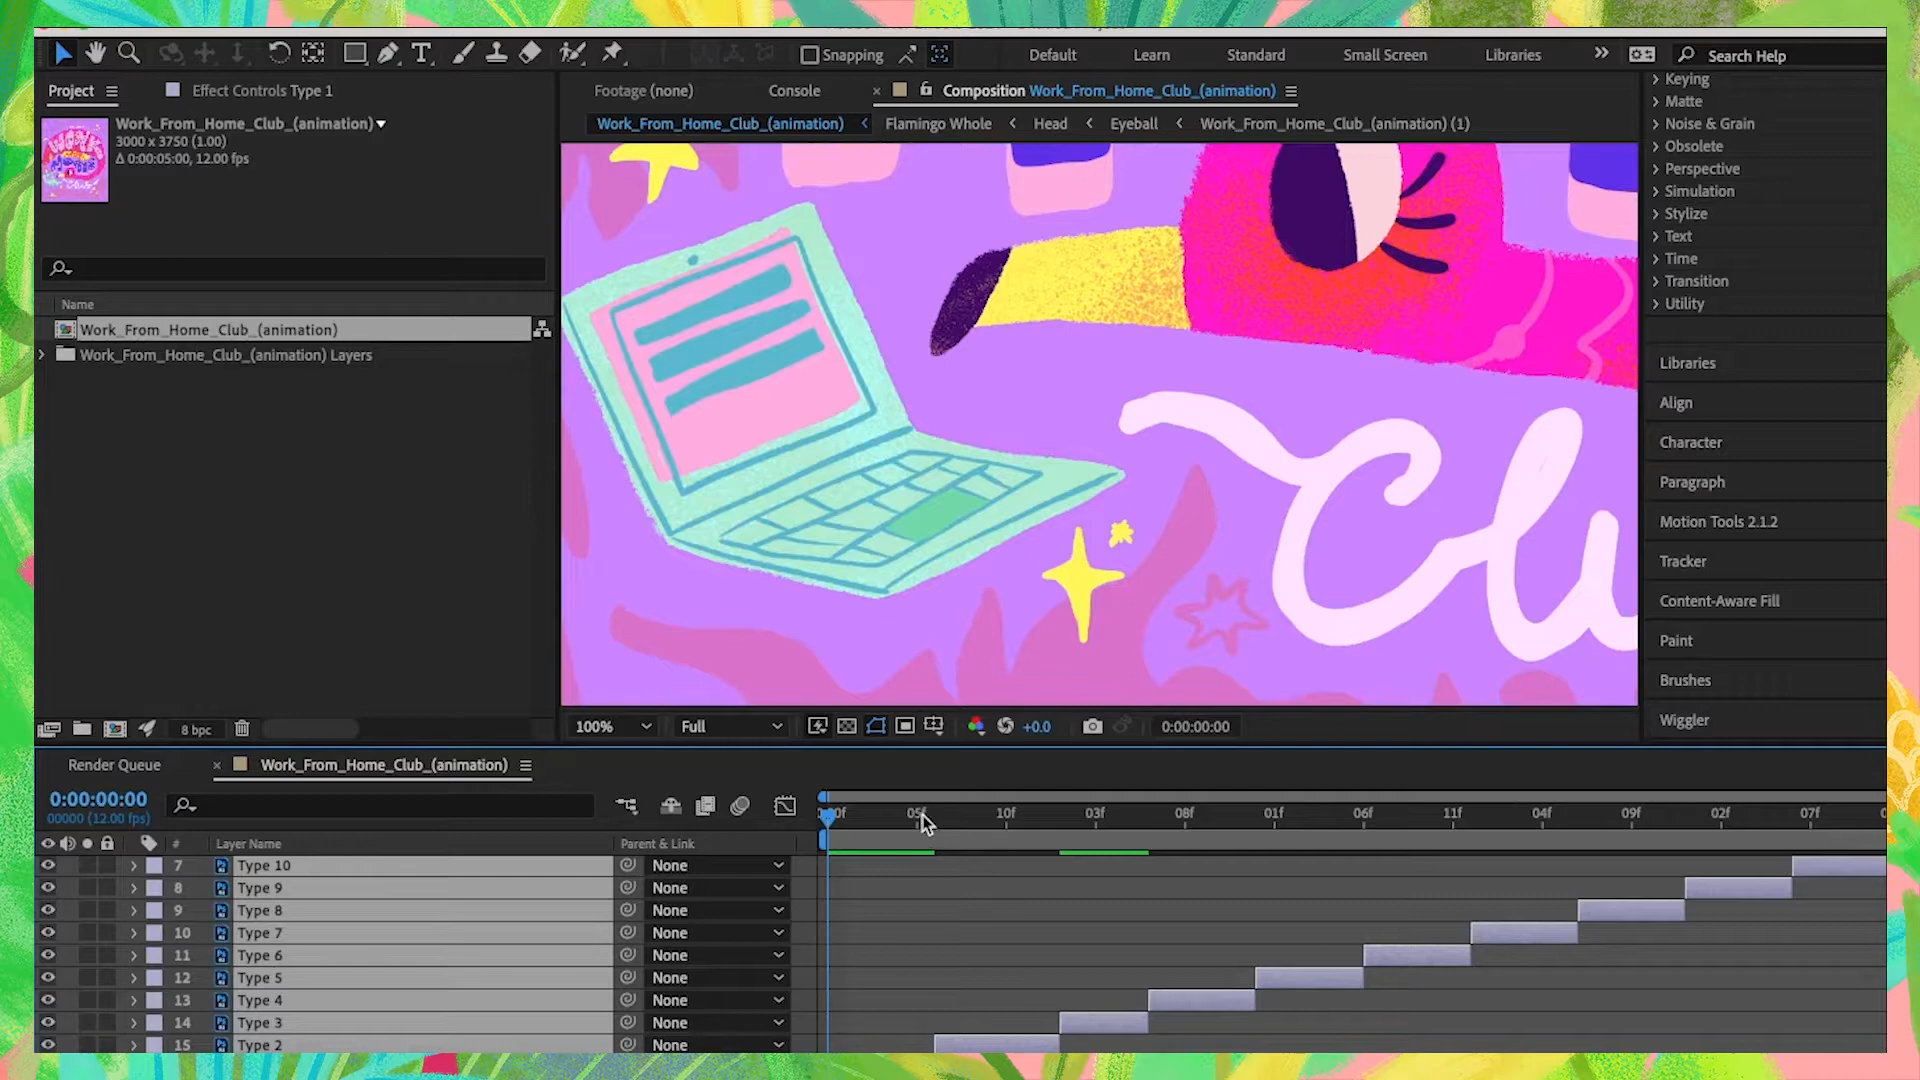 Snapping
Default
Learn
Standard
Small Screen
Libraries
Search Help
Project
Effect Controls Type 1
Footage (none)
Console
Composition Work_From_Home_Club_(animation)
Work_From_Home_Club_(animation)
3000 x 3750 (1.00)
Δ 0:00:05:00, 12.00 fps
Work_From_Home_Club_(animation)
Flamingo Whole
Head
Eyeball
Work_From_Home_Club_(animation) (1)
Keying
Matte
Noise & Grain
Obsolete
Perspective
Simulation
Stylize
Text
Time
Transition
Utility
Libraries
Align
Character
Paragraph
Motion Tools 2.1.2
Tracker
Content-Aware Fill
Paint
Brushes
Wiggler
Name
Work_From_Home_Club_(animation)
Work_From_Home_Club_(animation) Layers
Clu
8 bpc
100%
Full
+0.0
0:00:00:00
Render Queue
Work_From_Home_Club_(animation)
0:00:00:00
00000 (12.00 fps)
05f 10f 03f 08f 01f 06f 11f 04f 09f 02f 07f
# Layer Name Parent & Link
7 Type 10 None
8 Type 9 None
9 Type 8 None
10 Type 7 None
11 Type 6 None
12 Type 5 None
13 Type 4 None
14 Type 3 None
15 Type 2 None